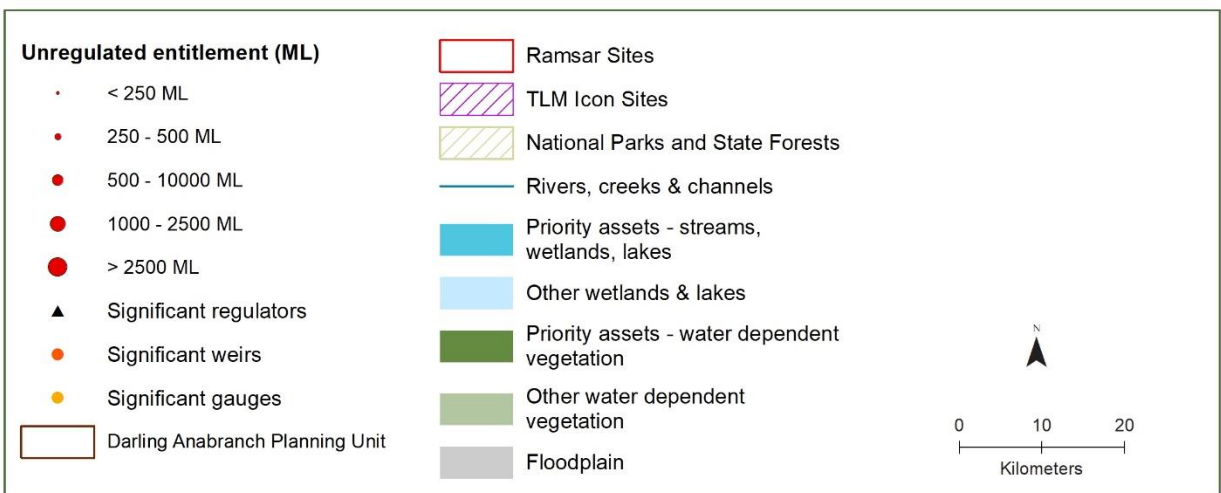 Unregulated entitlement (ML)
< 250 ML
250 - 500 ML
500 - 10000 ML
1000 - 2500 ML
> 2500 ML
Significant regulators
Significant weirs
Significant gauges
Darling Anabranch Planning Unit
Ramsar Sites
TLM Icon Sites
National Parks and State Forests
Rivers, creeks & channels
Priority assets - streams,
wetlands, lakes
Other wetlands & lakes
Priority assets - water dependent
vegetation
Other water dependent
vegetation
Floodplain
N
0 10 20
Kilometers